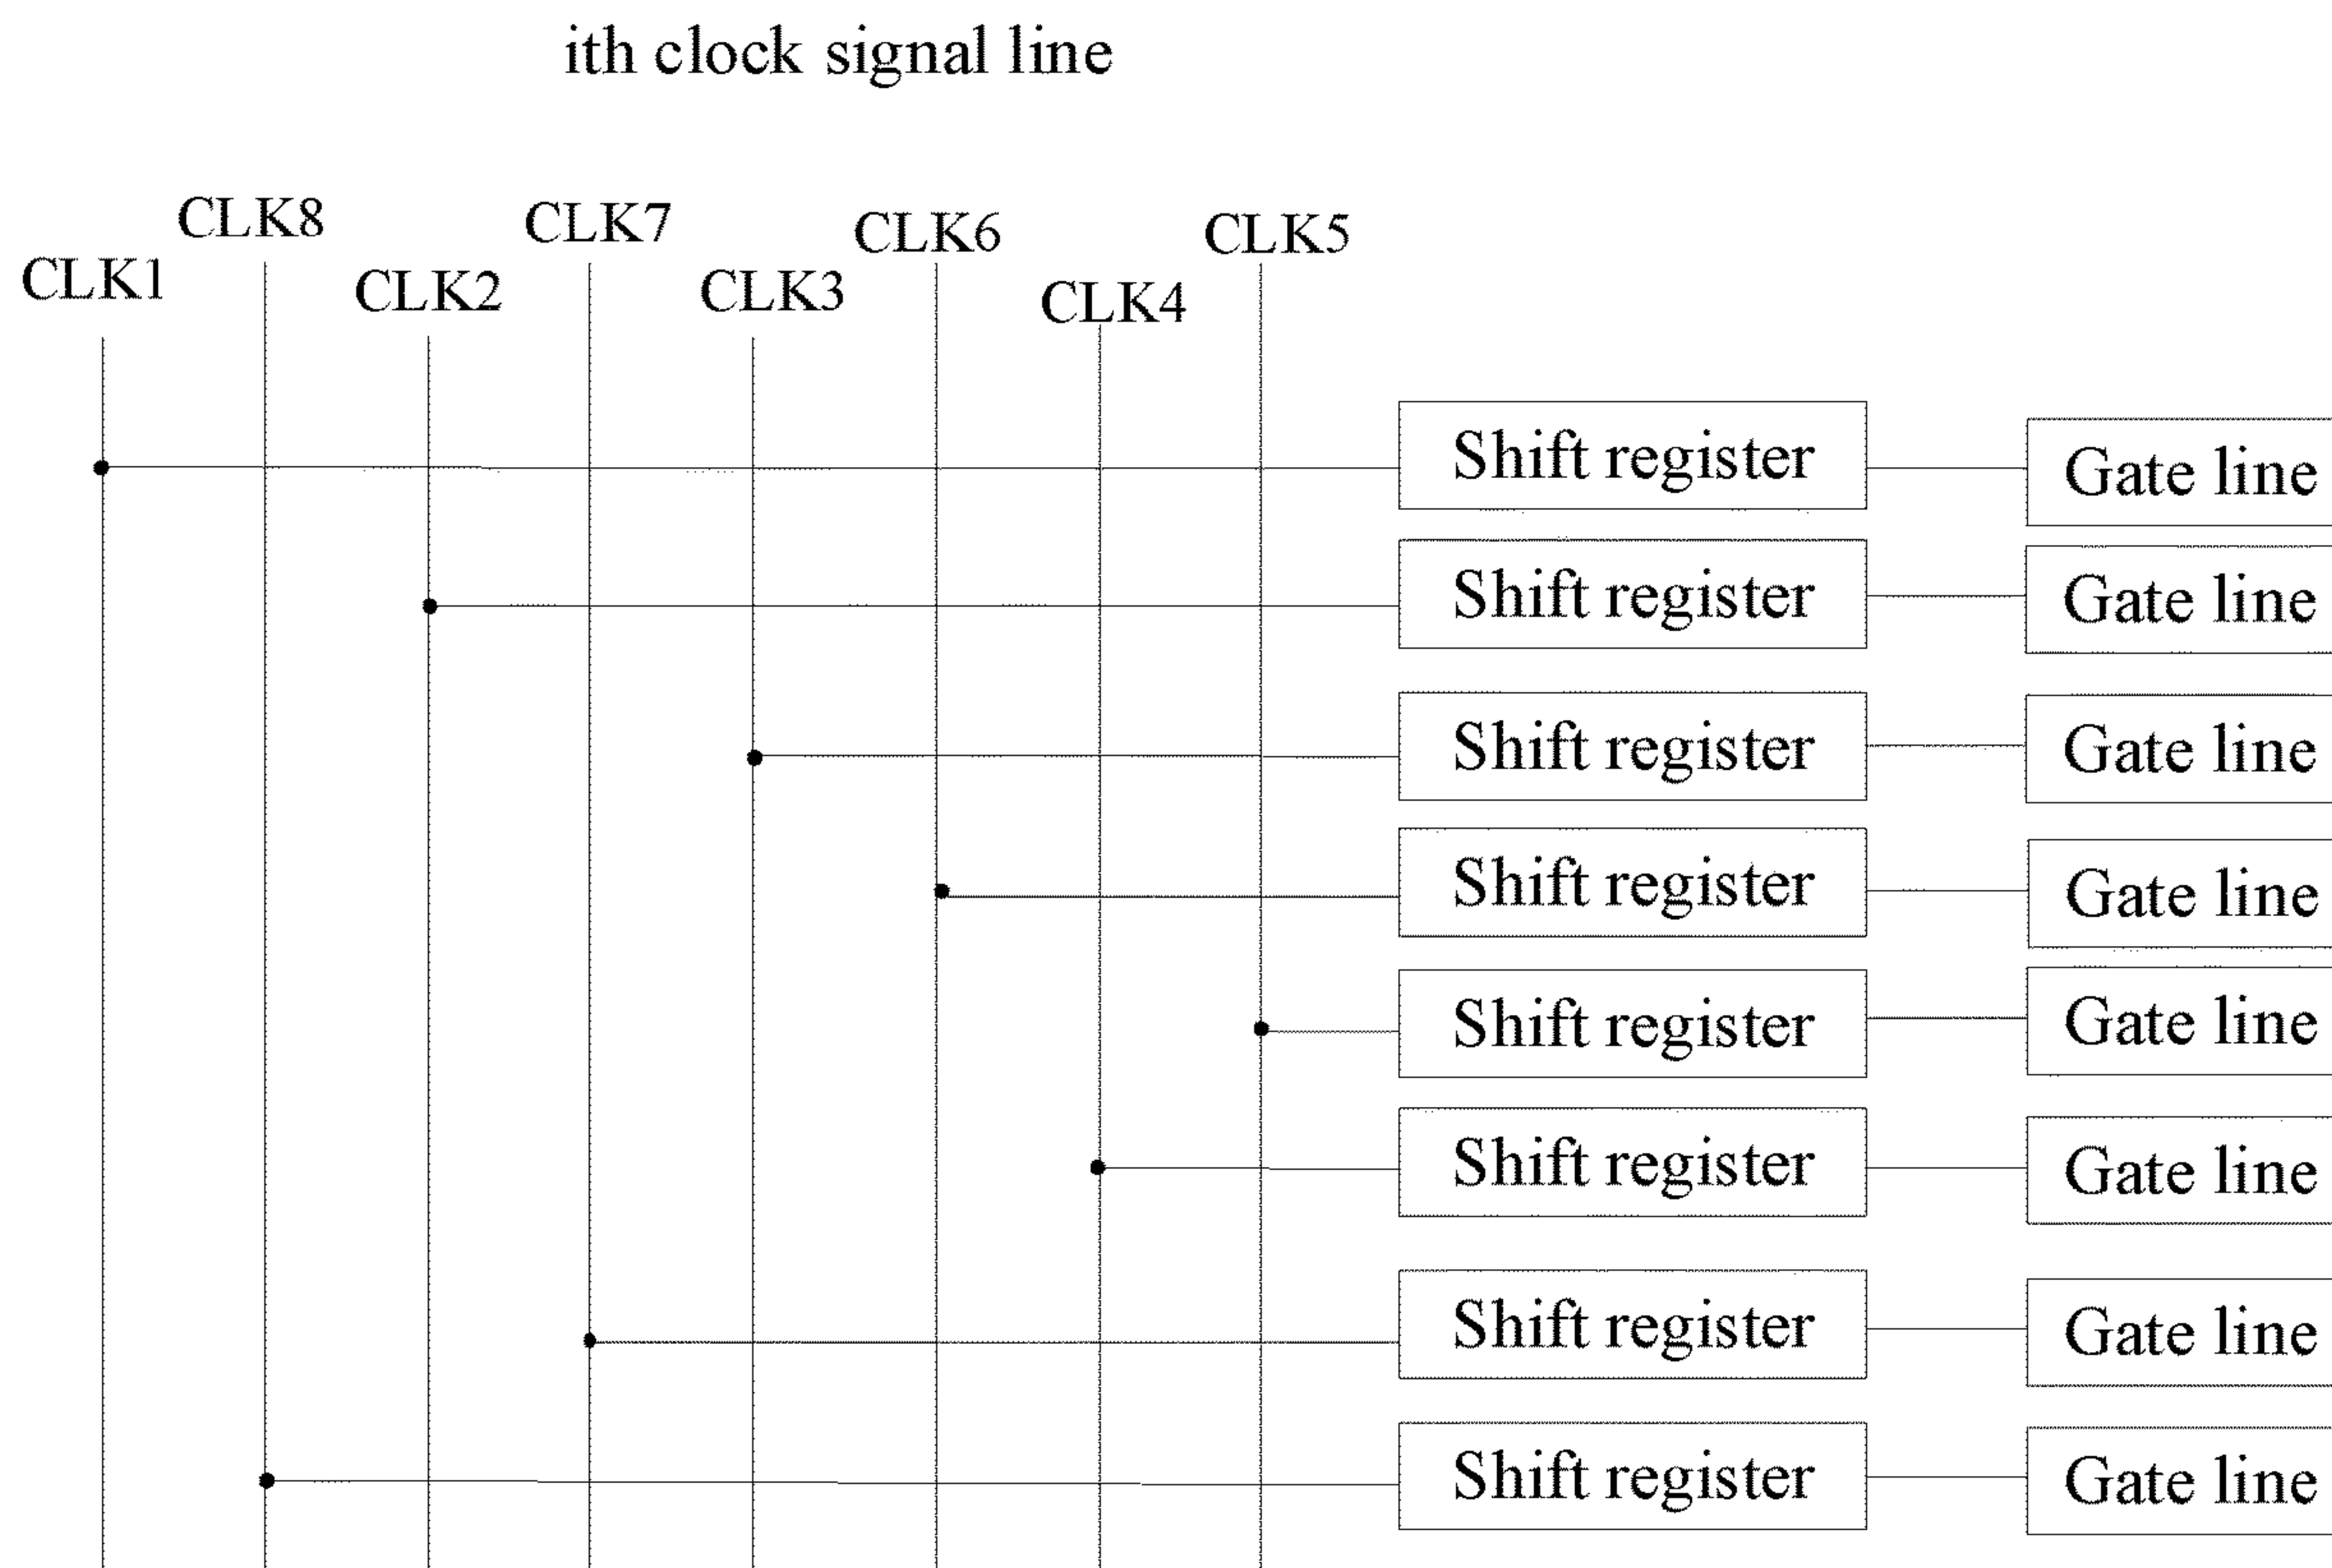 ith clock signal line
CLK8
CLK7
CLK6
CLK5
CLK1
CLK2
CLK3
CLK4
Shift register
Gate line
Shift register
Gate line
Shift register
Gate line
Shift register
Gate line
Shift register
Gate line
Shift register
Gate line
Shift register
Gate line
Shift register
Gate line